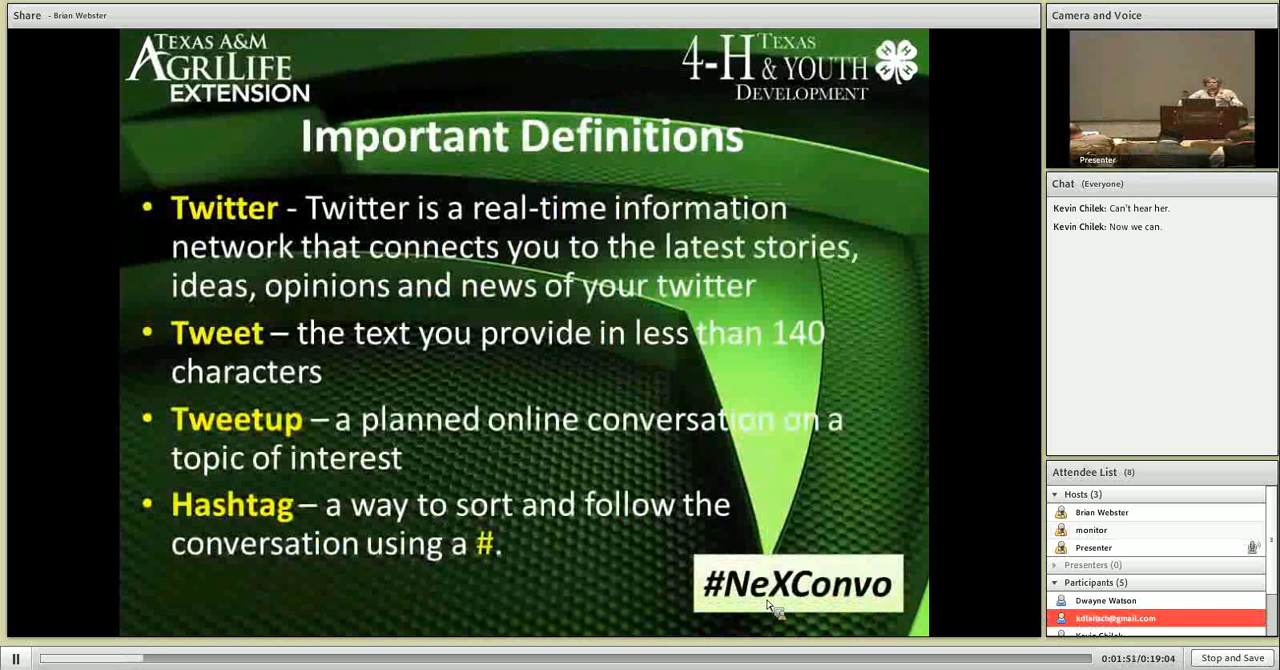 Share - Brian Webster
TEXAS A&M
AGRILIFE
EXTENSION
4-H TEXAS
& YOUTH
DEVELOPMENT
H H H H
Important Definitions
• Twitter - Twitter is a real-time information
network that connects you to the latest stories,
ideas, opinions and news of your twitter
• Tweet – the text you provide in less than 140
characters
• Tweetup – a planned online conversation on a
topic of interest
• Hashtag – a way to sort and follow the
conversation using a #.
#NeXConvo
Camera and Voice
Presenter
Chat (Everyone)
Kevin Chilek: Can't hear her.
Kevin Chilek: Now we can.
Attendee List (8)
Hosts (3)
Brian Webster
monitor
Presenter
Presenters (0)
Participants (5)
Dwayne Watson
Kevin Chilek
0:01:51/0:19:04
Stop and Save